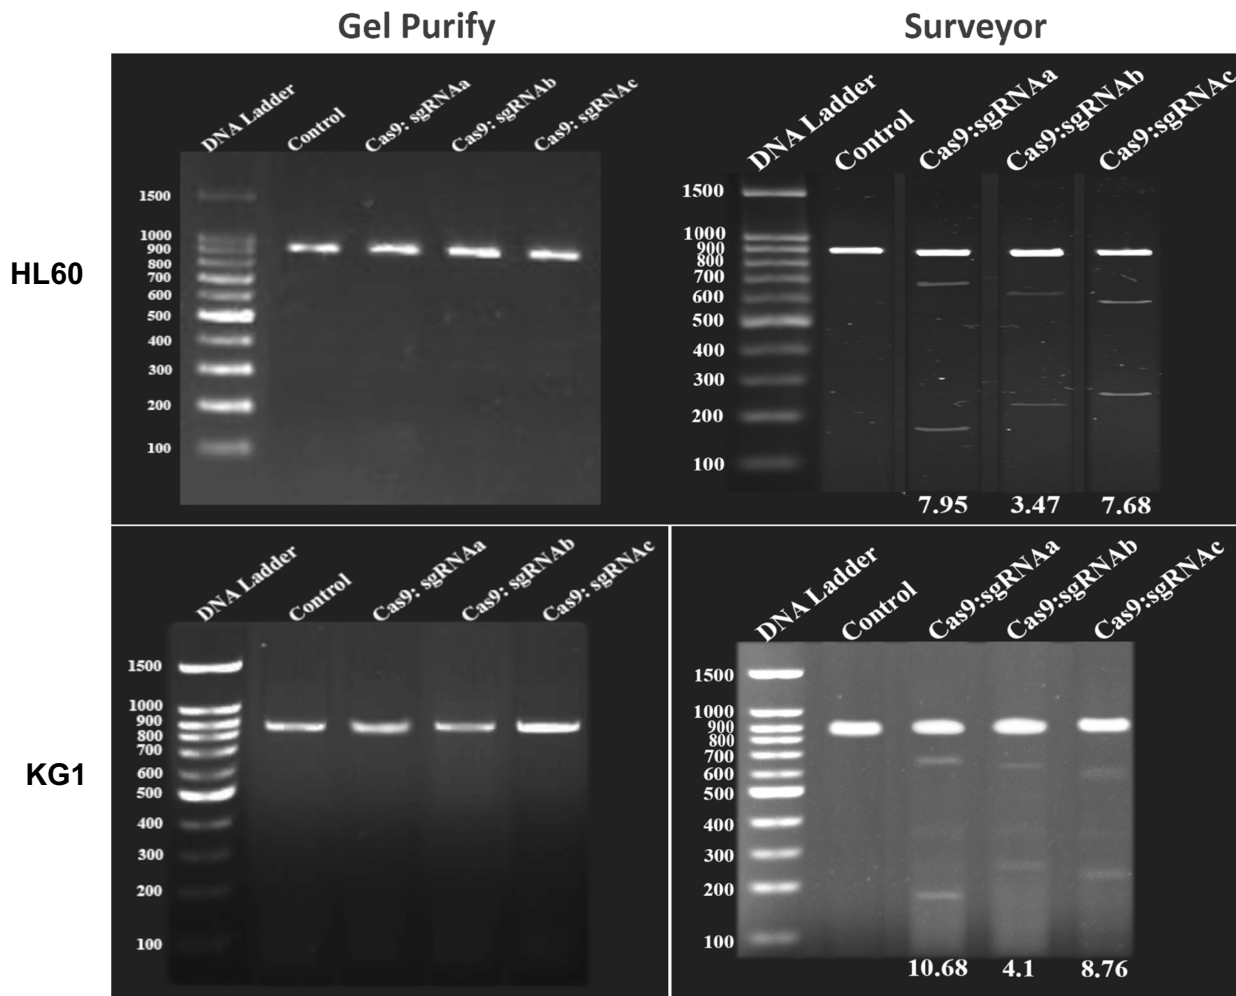 Gel Purify
Surveyor
HL60
DNA Ladder
Control
Cas9: sgRNAa
Cas9: sgRNAb
Cas9: sgRNAc
1500
1000
900
800
700
600
500
400
300
200
100
DNA Ladder
Control
Cas9:sgRNAa
Cas9:sgRNAb
Cas9:sgRNAc
1500
1000
900
800
700
600
500
400
300
200
100
7.95 3.47 7.68
KG1
DNA Ladder
Control
Cas9: sgRNAa
Cas9: sgRNAb
Cas9: sgRNAc
1500
1000
900
800
700
600
500
400
300
200
100
DNA Ladder
Control
Cas9:sgRNAa
Cas9:sgRNAb
Cas9:sgRNAc
1500
1000
900
800
700
600
500
400
300
200
100
10.68 4.1 8.76